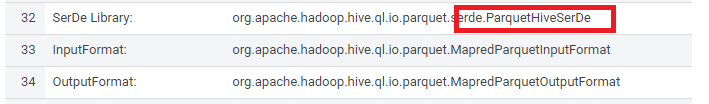 32 SerDe Library: org.apache.hadoop.hive.ql.io.parquet.serde.ParquetHiveSerDe
33 InputFormat: org.apache.hadoop.hive.ql.io.parquet.MapredParquetInputFormat
34 OutputFormat: org.apache.hadoop.hive.ql.io.parquet.MapredParquetOutputFormat